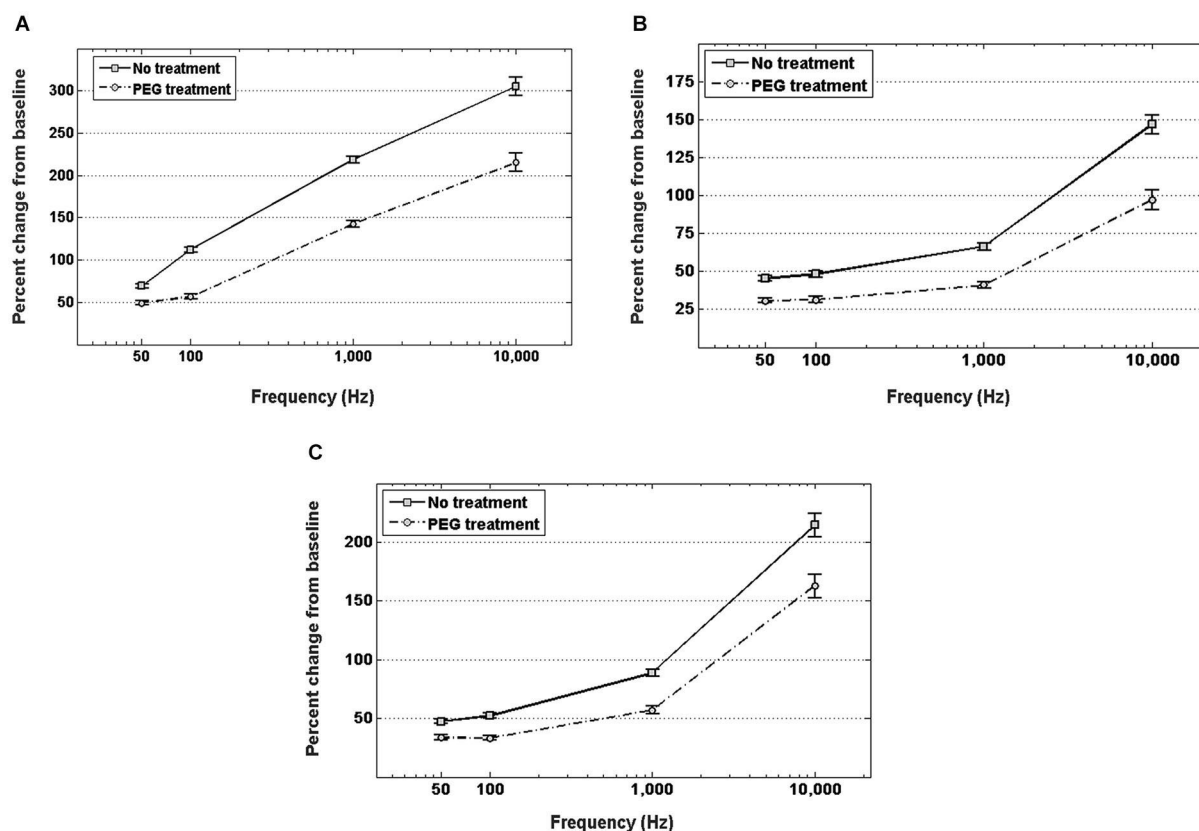 A
No treatment
PEG treatment
300
250
200
150
100
50
50 100 1,000 10,000
Percent change from baseline
Frequency (Hz)
B
No treatment
PEG treatment
175
150
125
100
75
50
25
50 100 1,000 10,000
Percent change from baseline
Frequency (Hz)
C
No treatment
PEG treatment
200
150
100
50
50 100 1,000 10,000
Percent change from baseline
Frequency (Hz)